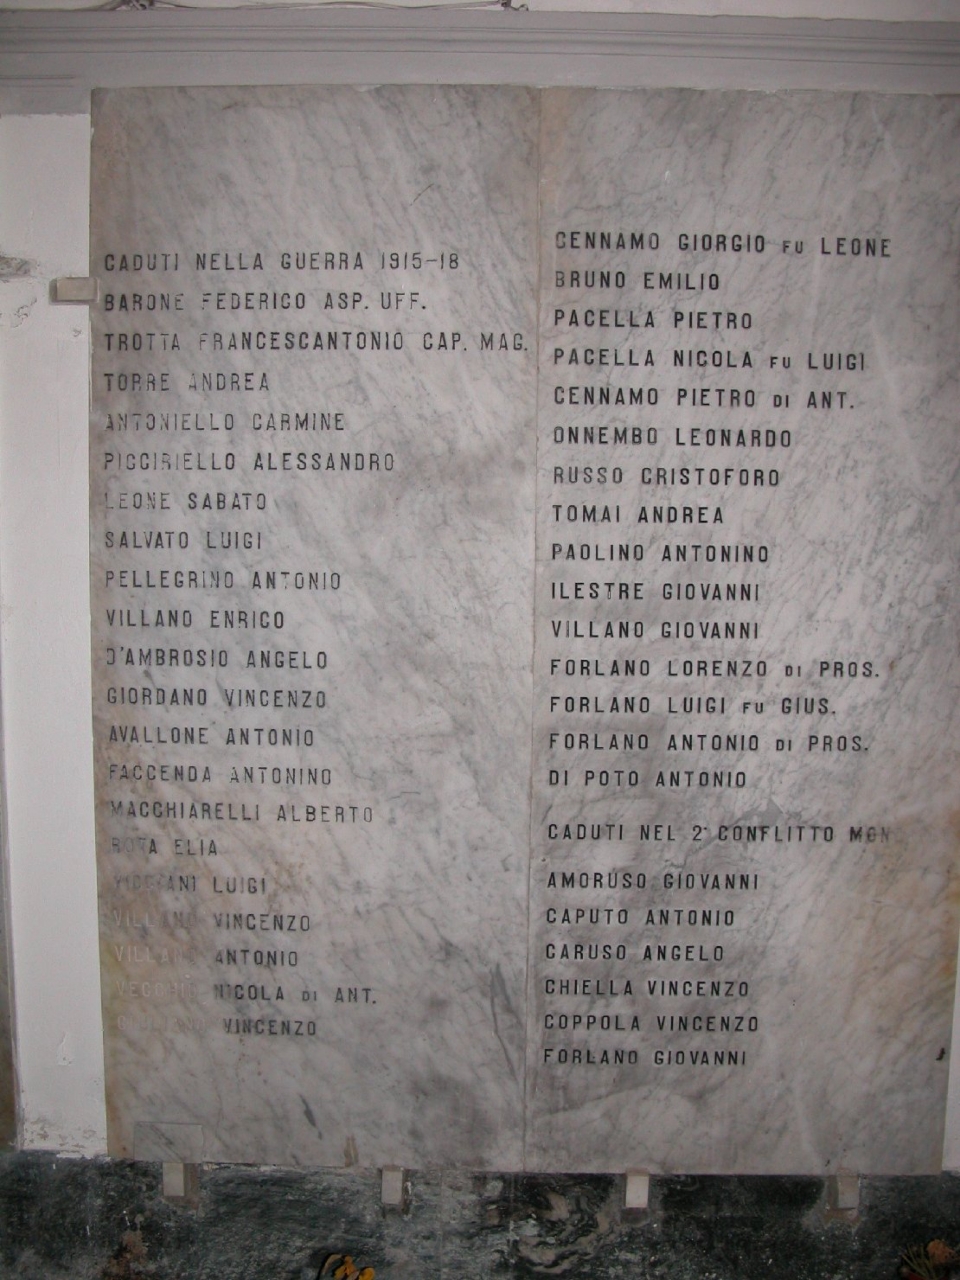 CADUTI NELLA GUERRA 1915-18
BARONE FEDERICO ASP. UFF.
TROTTA FRANCESCANTONIO CAP. MAG.
TORRE ANDREA
ANTONIELLO CARMINE
PICCIRIELLO ALESSANDRO
LEONE SABATO
SALVATO LUIGI
PELLEGRINO ANTONIO
VILLANO ENRICO
D'AMBROSIO ANGELO
GIORDANO VINCENZO
AVALLONE ANTONIO
FACCENDA ANTONINO
MACCHIARELLI ALBERTO
ROTA ELIA
LUIGI
VILLANO VINCENZO
VILLANO ANTONIO
NICOLA DI ANT.
VINCENZO
CENNAMO GIORGIO FU LEONE
BRUNO EMILIO
PACELLA PIETRO
PACELLA NICOLA FU LUIGI
CENNAMO PIETRO DI ANT.
ONNEMBO LEONARDO
RUSSO CRISTOFORO
TOMAI ANDREA
PAOLINO ANTONINO
ILESTRE GIOVANNI
VILLANO GIOVANNI
FORLANO LORENZO DI PROS.
FORLANO LUIGI FU GIUS.
FORLANO ANTONIO DI PROS.
DI POTO ANTONIO
CADUTI NEL 2° CONFLITTO MON
AMORUSO GIOVANNI
CAPUTO ANTONIO
CARUSO ANGELO
CHIELLA VINCENZO
COPPOLA VINCENZO
FORLANO GIOVANNI